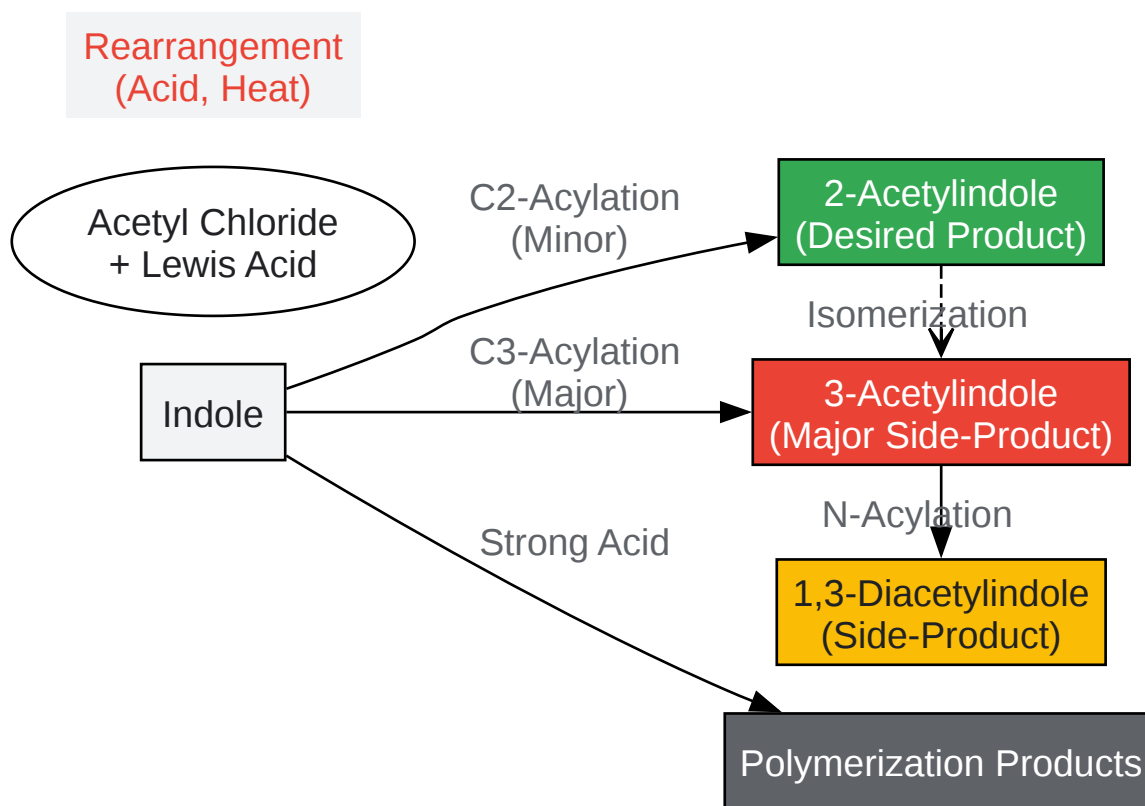 Rearrangement
(Acid, Heat)
Acetyl Chloride
+ Lewis Acid
C2-Acylation
(Minor)
2-Acetylindole
(Desired Product)
Isomerization
C3-Acylation
(Major)
Indole
3-Acetylindole
(Major Side-Product)
N-Acylation
Strong Acid
1,3-Diacetylindole
(Side-Product)
Polymerization Products